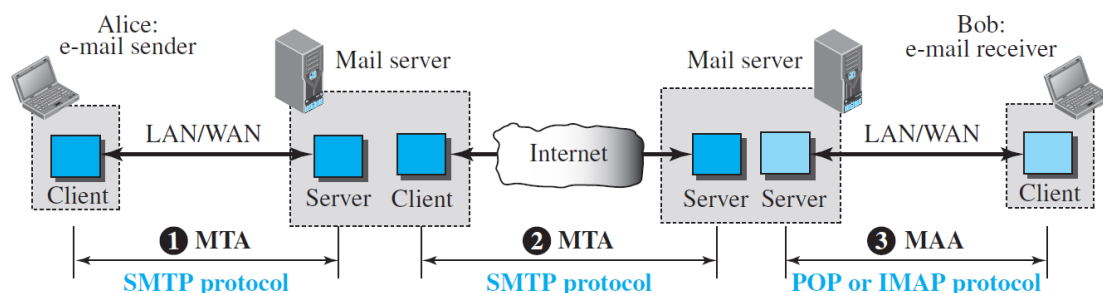 Alice:
e-mail sender
Mail server
Mail server
Bob:
e-mail receiver
LAN/WAN
Internet
LAN/WAN
Client
Server
Client
Server
Server
Client
1 MTA
SMTP protocol
2 MTA
SMTP protocol
3 MAA
POP or IMAP protocol